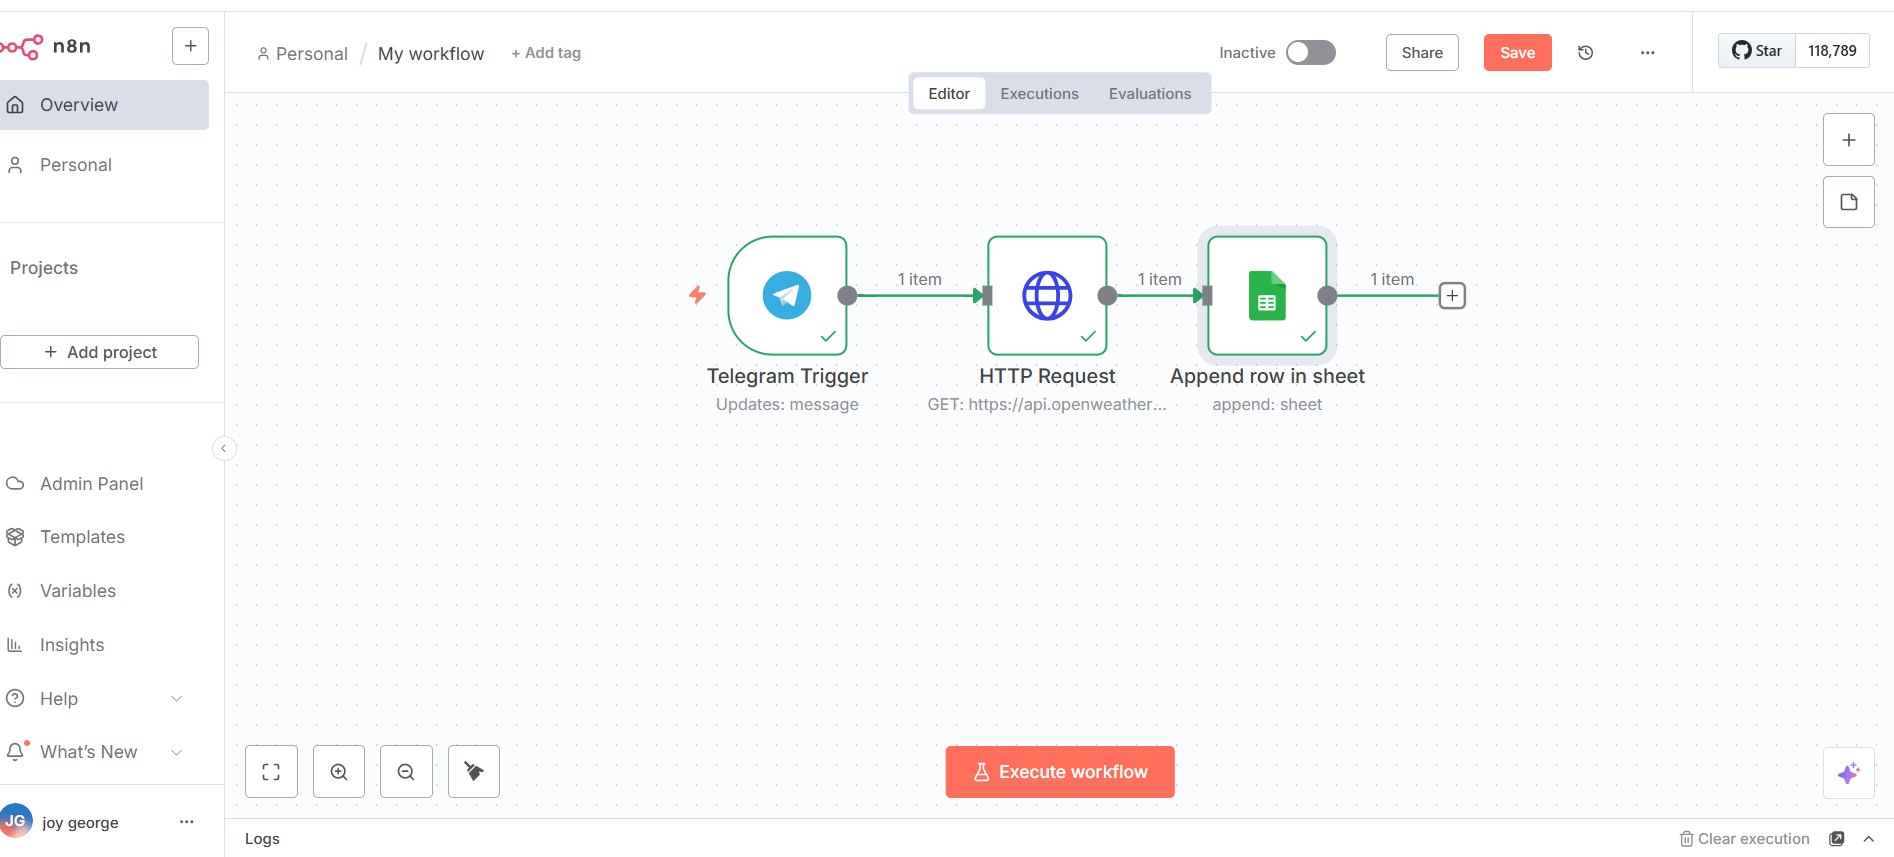 n8n
+
Overview
Personal
Projects
+ Add project
Admin Panel
Templates
Variables
Insights
Help
What's New
JG
joy george
Personal / My workflow
+ Add tag
Inactive
Share
Save
Star
118,789
Editor
Executions
Evaluations
1 item
1 item
1 item
Telegram Trigger
Updates: message
HTTP Request
GET: https://api.openweather...
Append row in sheet
append: sheet
Execute workflow
Logs
Clear execution